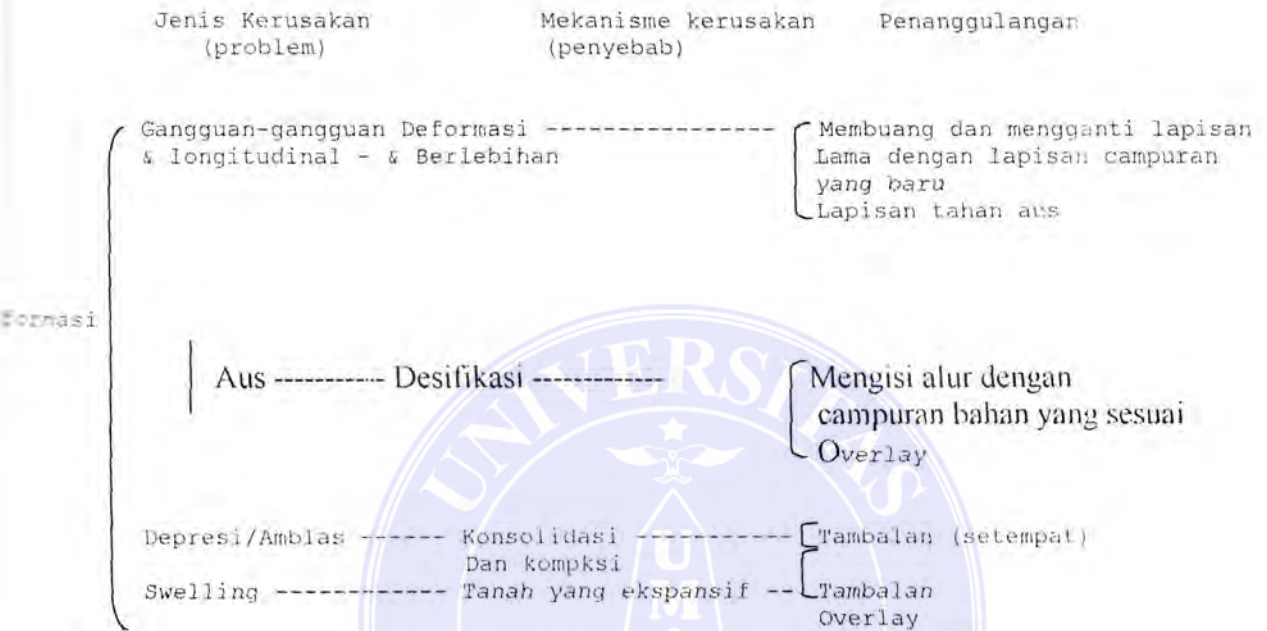 Jenis Kerusakan Mekanisme kerusakan Penanggulangan
(problem) (penyebab)
Gangguan-gangguan Deformasi ---------------- Membuang dan mengganti lapisan
& longitudinal - & Berlebihan Lama dengan lapisan campuran
yang baru
Lapisan tahan aus
formasi
Aus ----------- Desifikasi ------------- Mengisi alur dengan
campuran bahan yang sesuai
Overlay
UNIVERSITAS
Depresi/Amblas ------ Konsolidasi ----------- Tambalan (setempat)
Dan kompksi
Swelling ------------ Tanah yang ekspansif -- Tambalan
Overlay
U
M